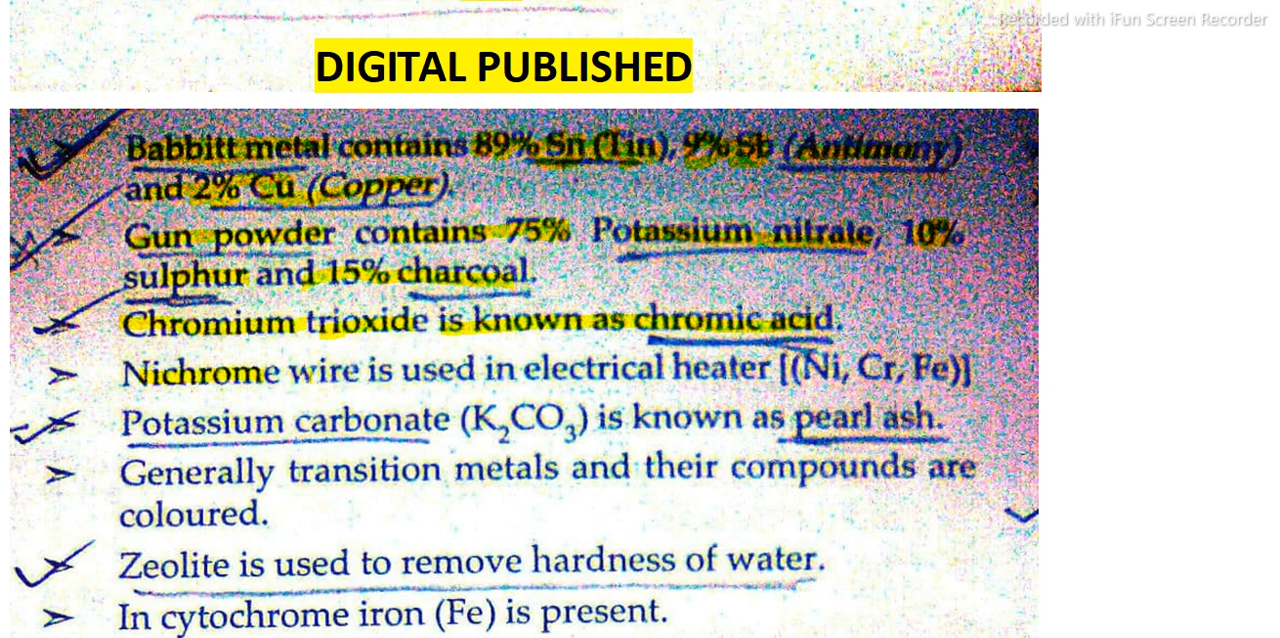 Recorded with iFun Screen Recorder
DIGITAL PUBLISHED
➤ Babbitt metal contains 89% Sn (Tin), 9% Sb (Antimony)
and 2% Cu (Copper).
➤ Gun powder contains 75% Potassium nitrate, 10%
sulphur and 15% charcoal.
➤ Chromium trioxide is known as chromic acid.
➤ Nichrome wire is used in electrical heater [(Ni, Cr, Fe)]
➤ Potassium carbonate (K₂CO₃) is known as pearl ash.
➤ Generally transition metals and their compounds are
coloured.
➤ Zeolite is used to remove hardness of water.
➤ In cytochrome iron (Fe) is present.